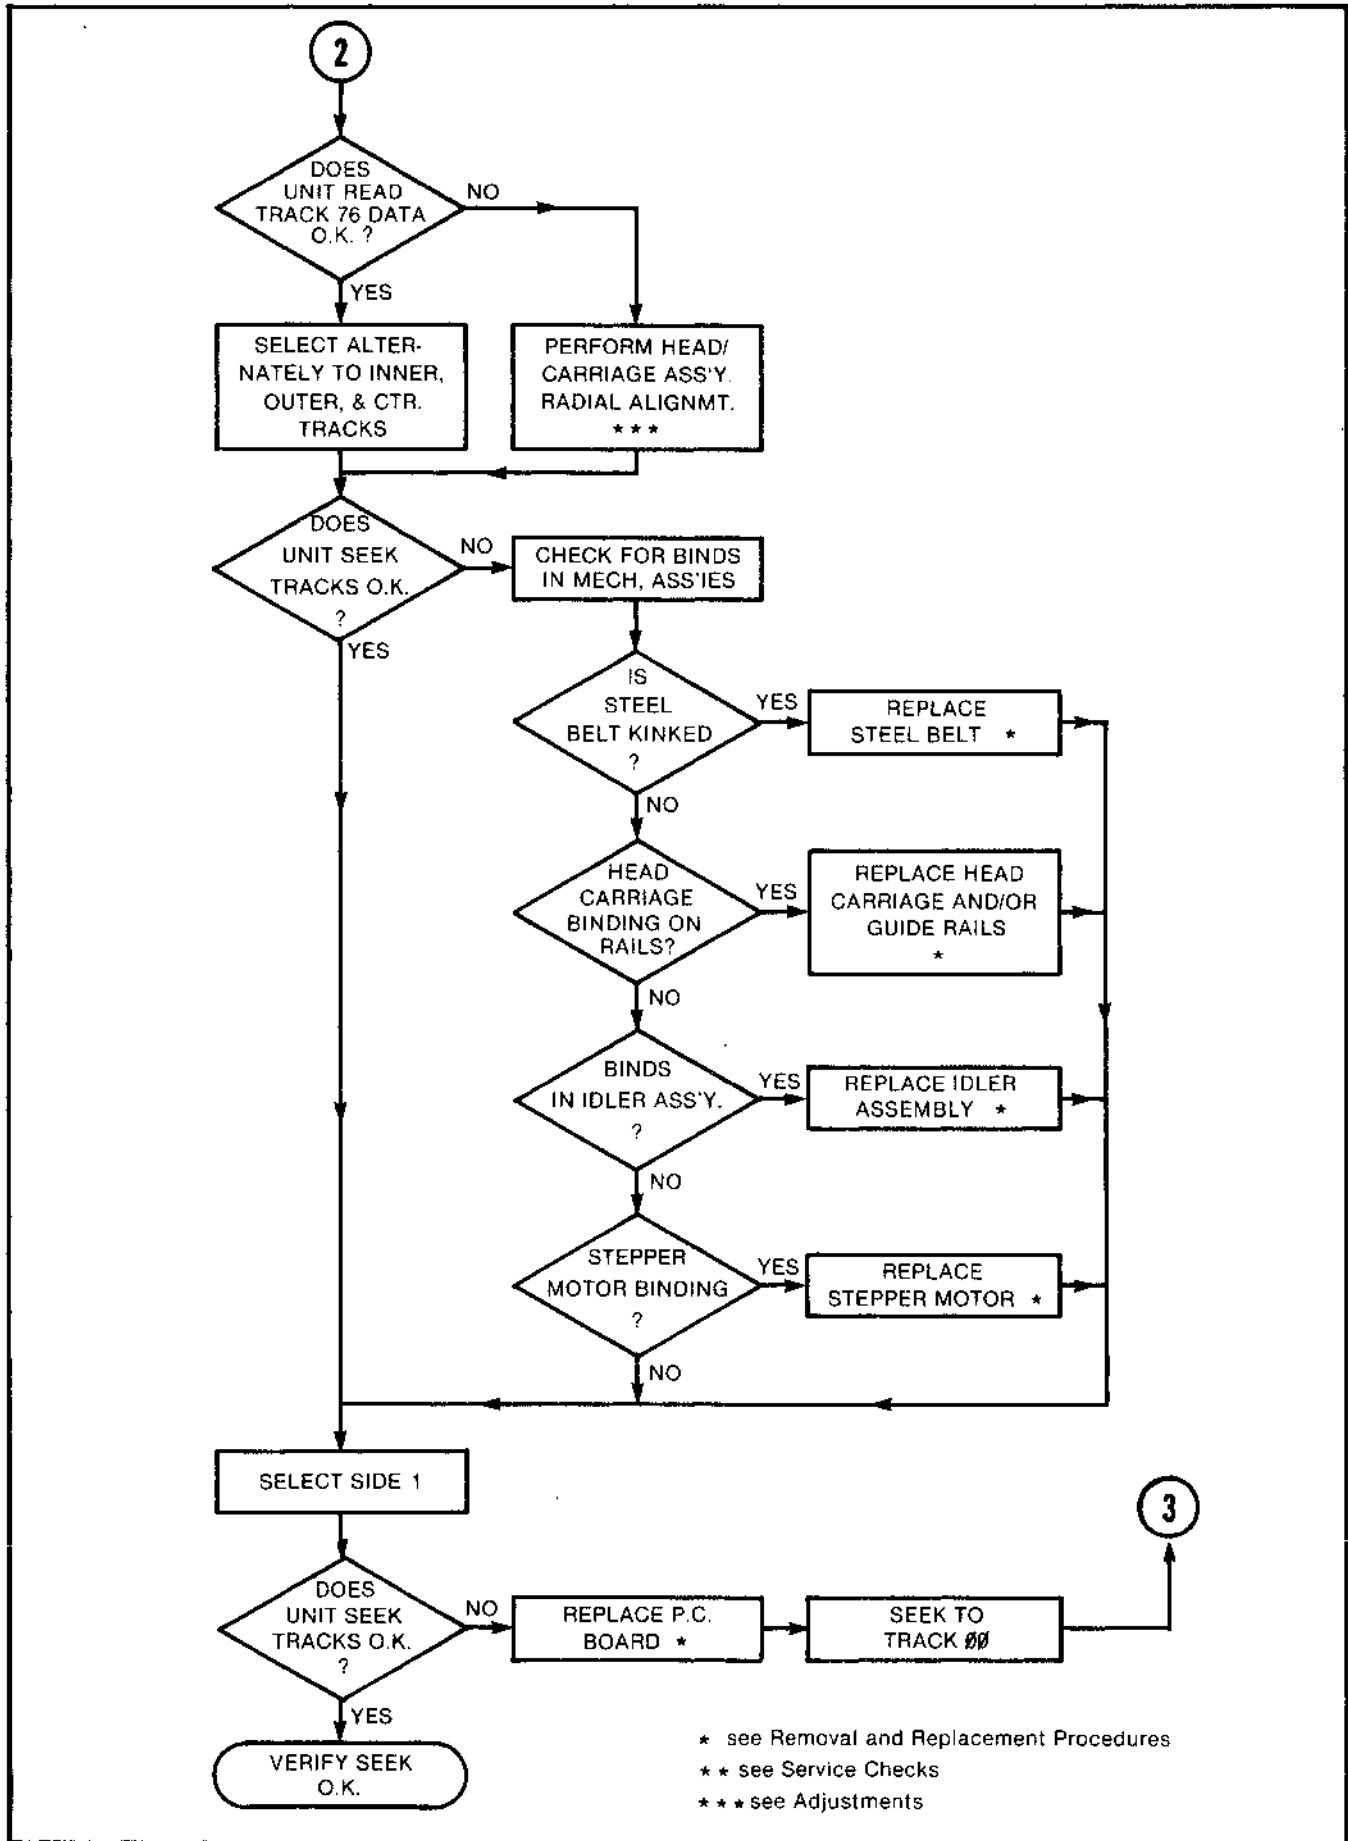 2
DOES
UNIT READ
TRACK 76 DATA
O.K. ?
NO
YES
SELECT ALTER-
NATELY TO INNER,
OUTER, & CTR.
TRACKS
PERFORM HEAD/
CARRIAGE ASS'Y.
RADIAL ALIGNMT.
***
DOES
UNIT SEEK
TRACKS O.K.
?
NO
YES
CHECK FOR BINDS
IN MECH, ASS'IES
IS
STEEL
BELT KINKED
?
YES
REPLACE
STEEL BELT *
NO
HEAD
CARRIAGE
BINDING ON
RAILS?
YES
REPLACE HEAD
CARRIAGE AND/OR
GUIDE RAILS
*
NO
BINDS
IN IDLER ASS'Y.
?
YES
REPLACE IDLER
ASSEMBLY *
NO
STEPPER
MOTOR BINDING
?
YES
REPLACE
STEPPER MOTOR *
NO
SELECT SIDE 1
DOES
UNIT SEEK
TRACKS O.K.
?
NO
REPLACE P.C.
BOARD *
SEEK TO
TRACK ØØ
3
YES
VERIFY SEEK
O.K.
* see Removal and Replacement Procedures
** see Service Checks
*** see Adjustments